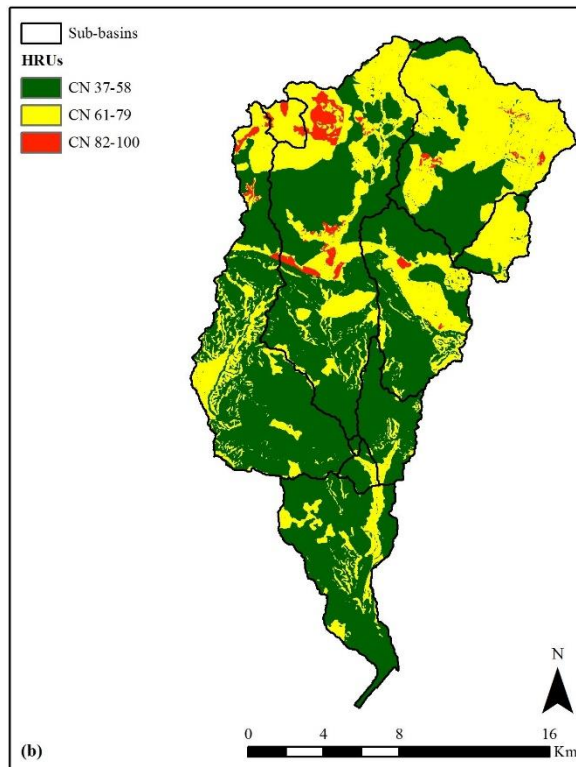 Sub-basins
HRUs
CN 37-58
CN 61-79
CN 82-100
N
0 4 8 16
Km
(b)